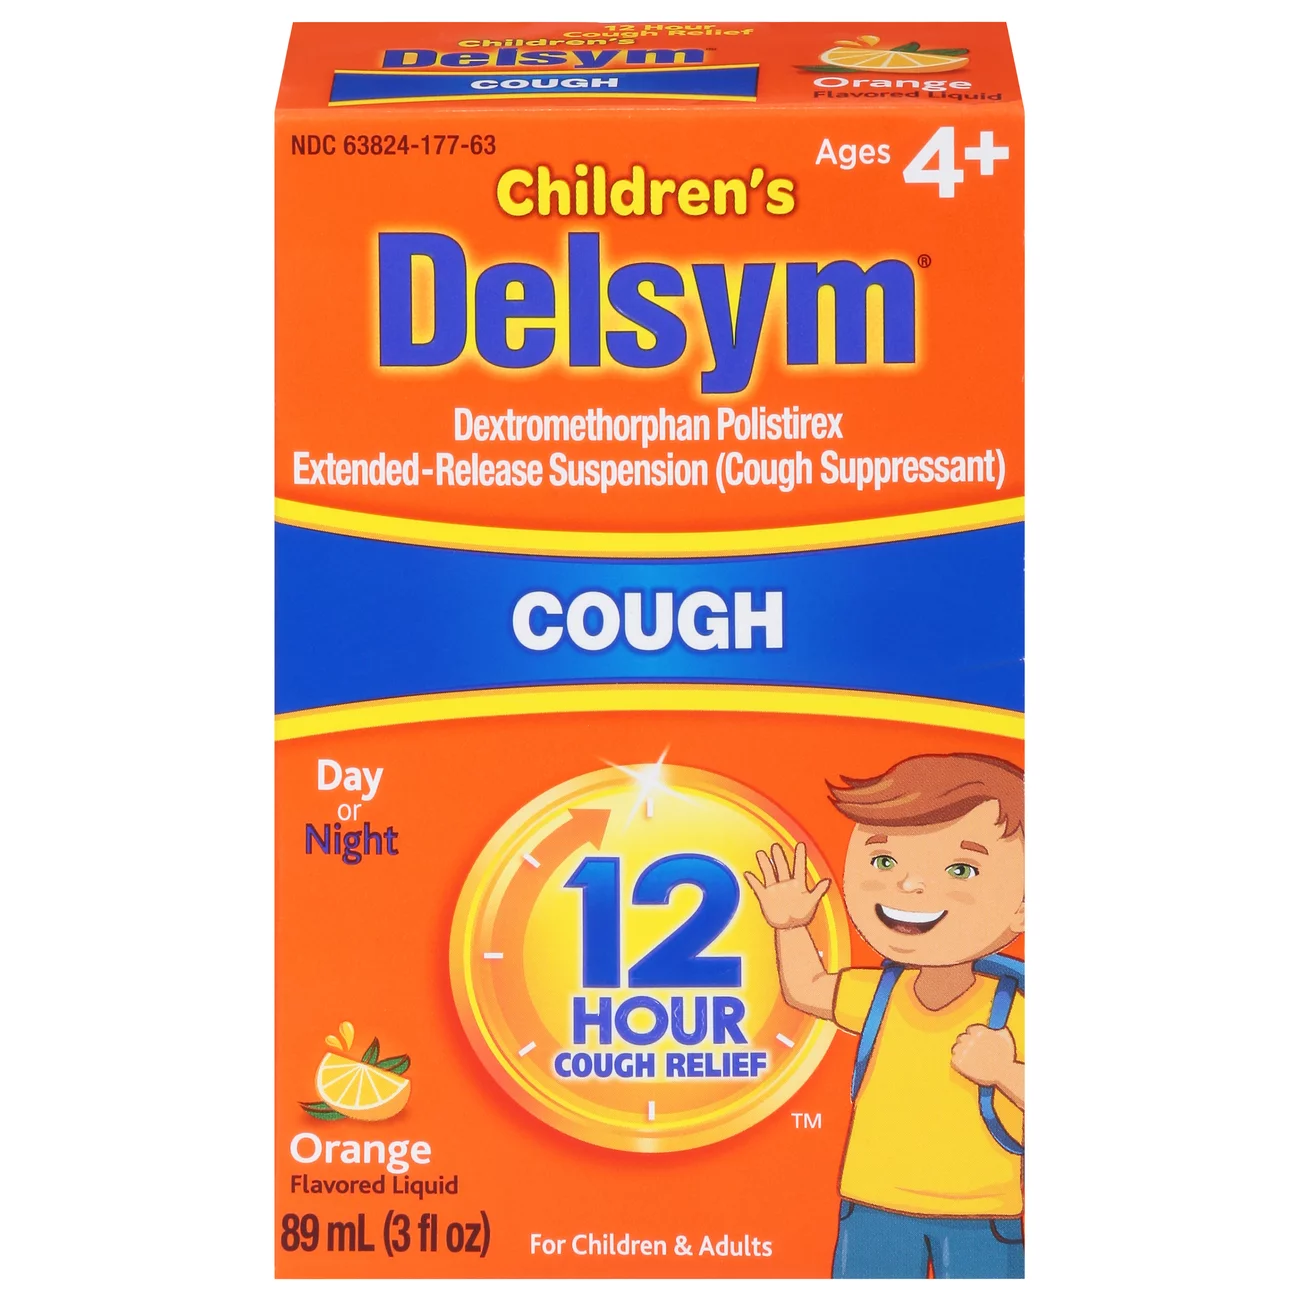 12 Hour
Cough Relief
Children's
Delsym™
COUGH
Orange
Flavored Liquid
NDC 63824-177-63
Ages 4+
Children's
Delsym®
Dextromethorphan Polistirex
Extended-Release Suspension (Cough Suppressant)
COUGH
Day
or
Night
12
HOUR
COUGH RELIEF
TM
Orange
Flavored Liquid
89 mL (3 fl oz)
For Children & Adults